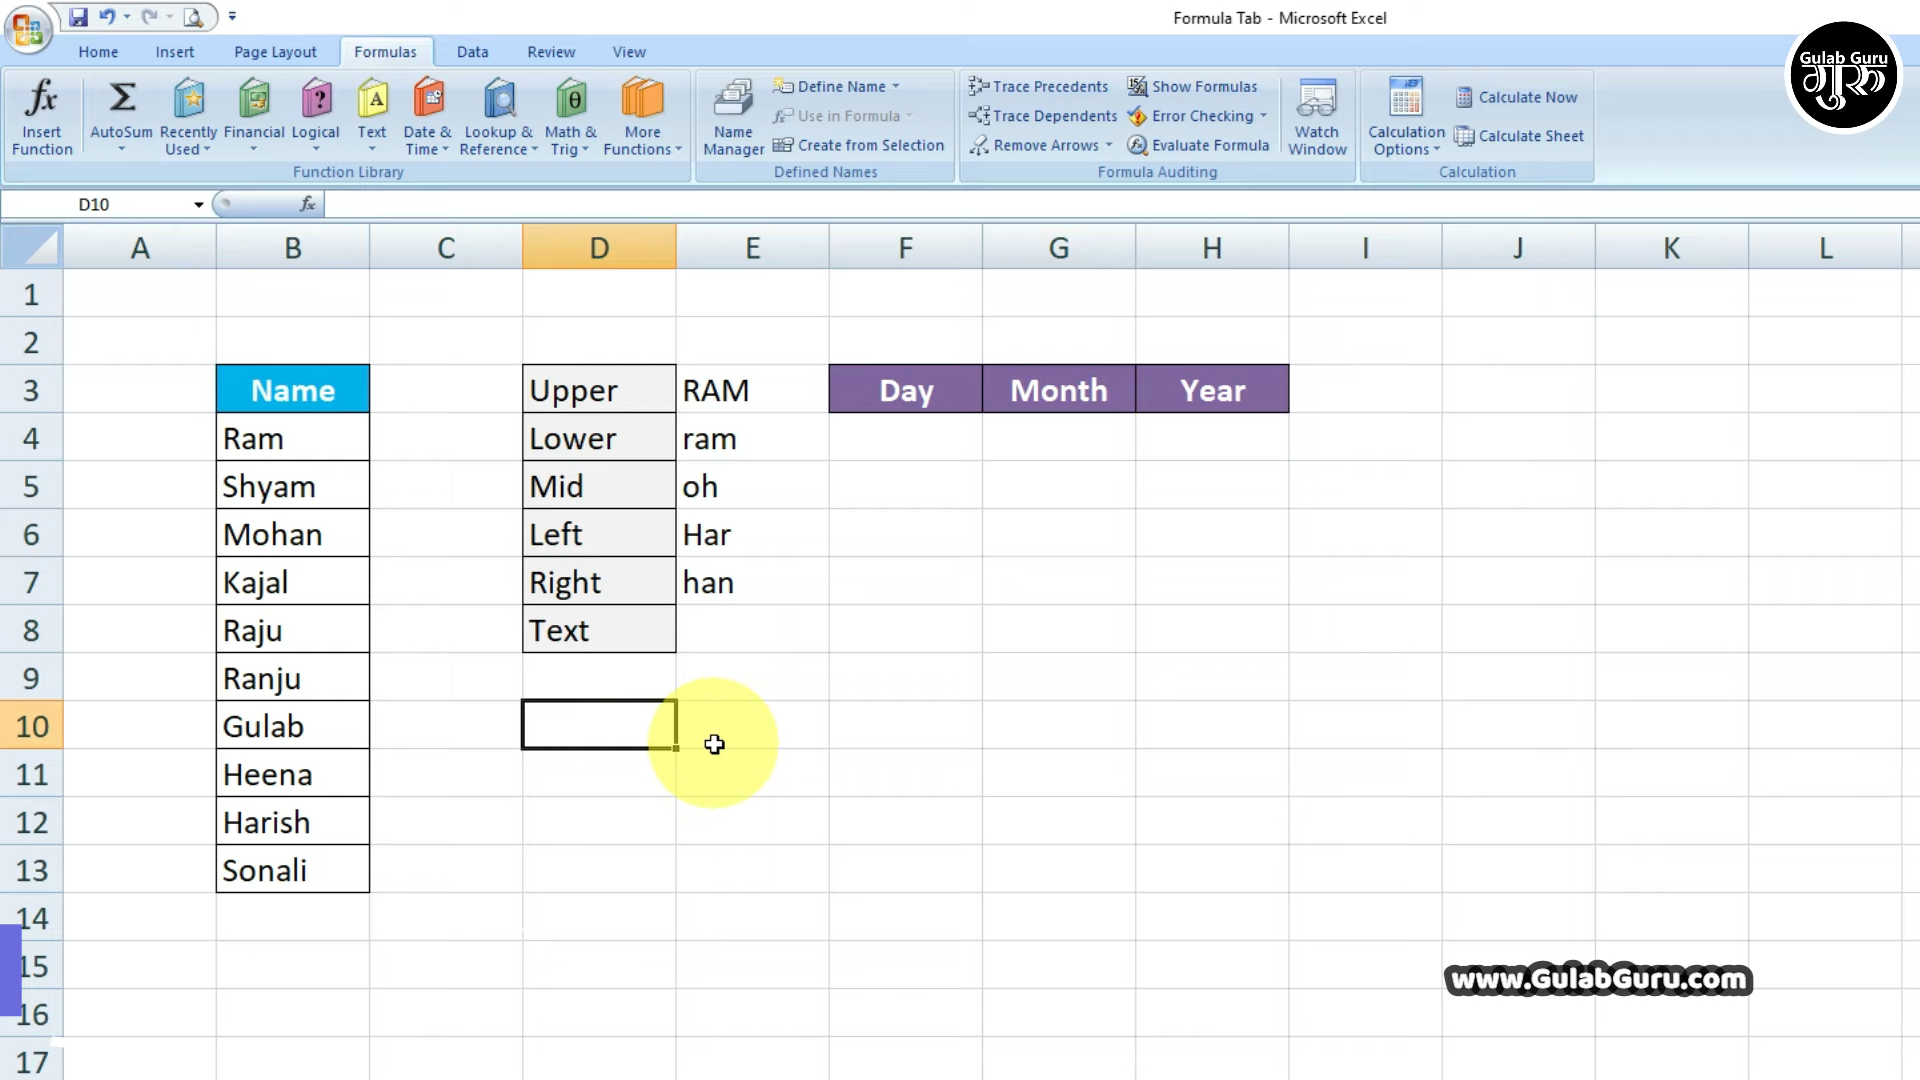 Formula Tab - Microsoft Excel
Home Insert Page Layout Formulas Data Review View
Gulab Guru
गुरु
fx Insert Function
Σ AutoSum
Recently Used
Financial
Logical
Text
Date & Time
Lookup & Reference
Math & Trig
More Functions
Function Library
Name Manager
Define Name
Use in Formula
Create from Selection
Defined Names
Trace Precedents
Trace Dependents
Remove Arrows
Show Formulas
Error Checking
Evaluate Formula
Watch Window
Formula Auditing
Calculation Options
Calculate Now
Calculate Sheet
Calculation
D10 fx
A B C D E F G H I J K L
1
2
3 Name Upper RAM Day Month Year
4 Ram Lower ram
5 Shyam Mid oh
6 Mohan Left Har
7 Kajal Right han
8 Raju Text
9 Ranju
10 Gulab
11 Heena
12 Harish
13 Sonali
14
15 www.GulabGuru.com
16
17